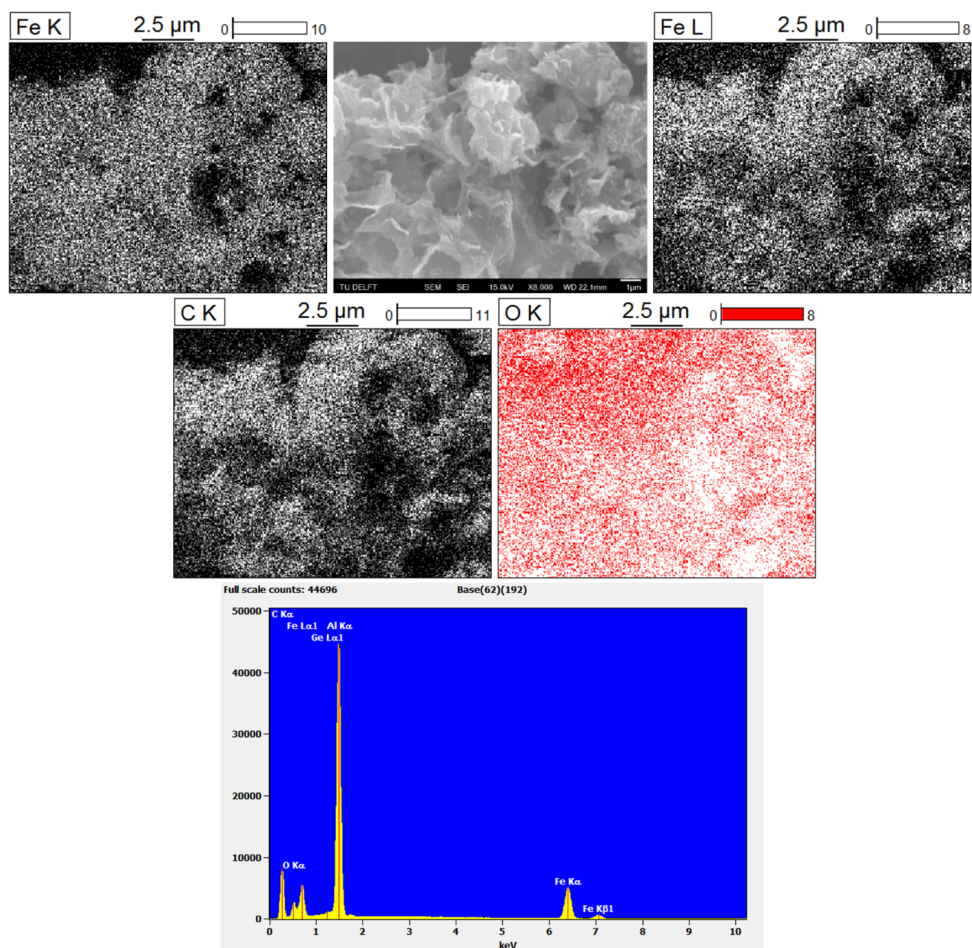 Fe K 2.5 µm 0 10
Fe L 2.5 µm 0 8
TU DELFT SEM SEI 15.0kV X8.000 WD 22.1mm 1µm
C K 2.5 µm 0 11
O K 2.5 µm 0 8
Full scale counts: 44696 Base(62)(192)
50000
40000
30000
20000
10000
0
C Kα
Fe Lα1 Al Kα
Ge Lα1
O Kα
Fe Kα
Fe Kβ1
0 1 2 3 4 5 6 7 8 9 10
keV